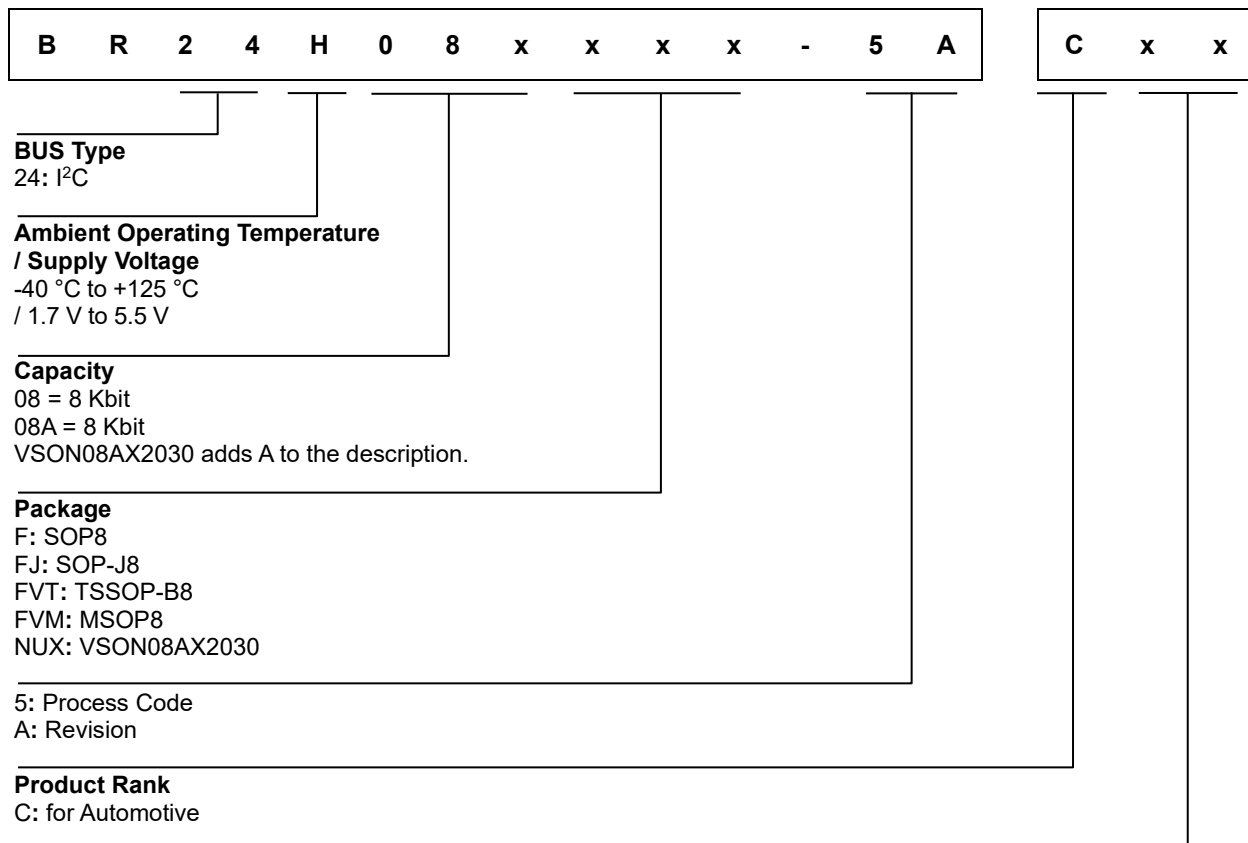 B R 2 4 H 0 8 x x x x - 5 A C x x
BUS Type
24: I²C
Ambient Operating Temperature
/ Supply Voltage
-40 °C to +125 °C
/ 1.7 V to 5.5 V
Capacity
08 = 8 Kbit
08A = 8 Kbit
VSON08AX2030 adds A to the description.
Package
F: SOP8
FJ: SOP-J8
FVT: TSSOP-B8
FVM: MSOP8
NUX: VSON08AX2030
5: Process Code
A: Revision
Product Rank
C: for Automotive